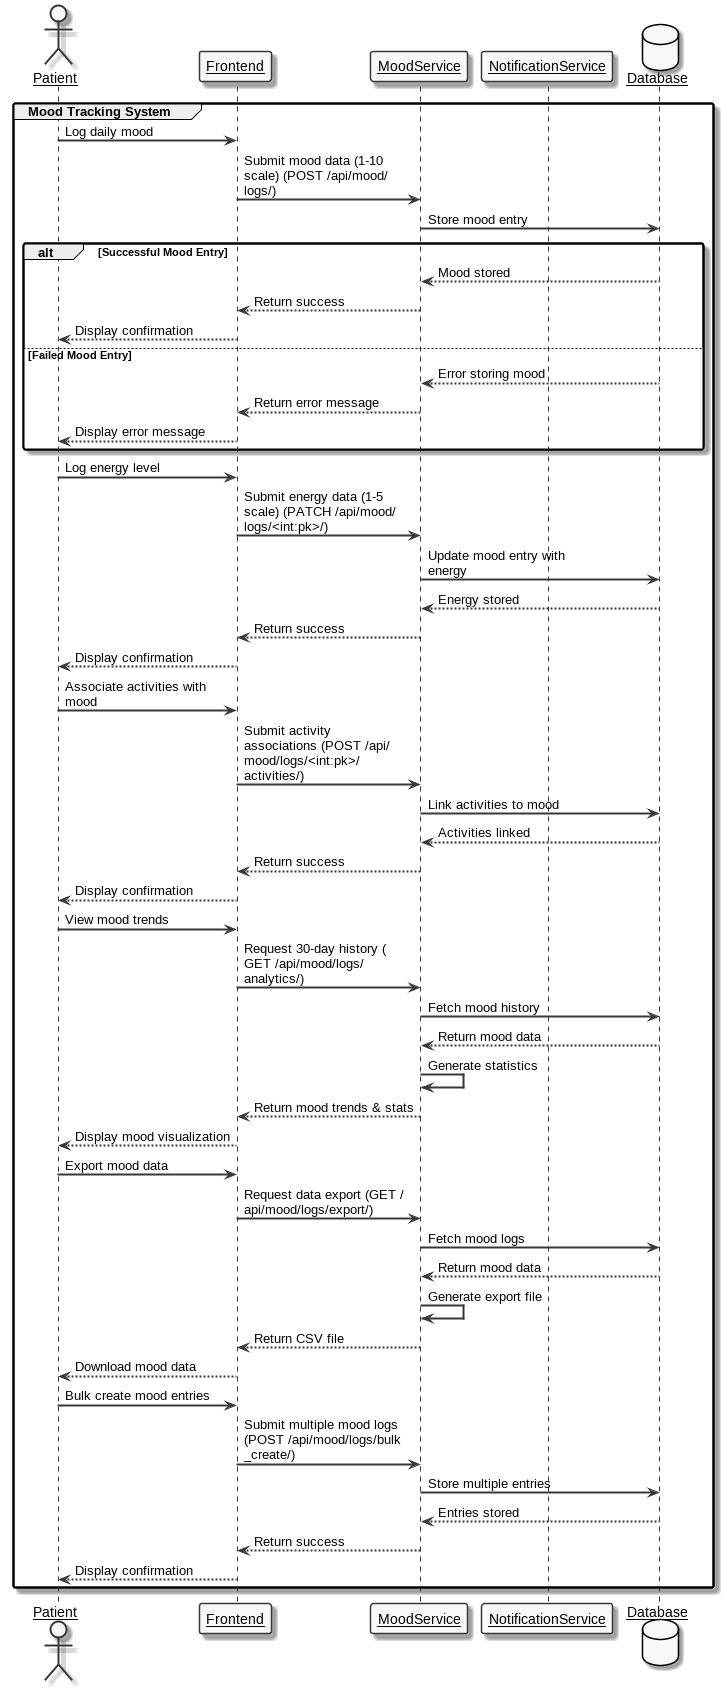 Patient
Frontend
MoodService
NotificationService
Database
Mood Tracking System
Log daily mood
Submit mood data (1-10
scale) (POST /api/mood/
logs/)
Store mood entry
alt
[Successful Mood Entry]
Mood stored
Return success
Display confirmation
[Failed Mood Entry]
Error storing mood
Return error message
Display error message
Log energy level
Submit energy data (1-5
scale) (PATCH /api/mood/
logs/<int:pk>/)
Update mood entry with
energy
Energy stored
Return success
Display confirmation
Associate activities with
mood
Submit activity
associations (POST /api/
mood/logs/<int:pk>/
activities/)
Link activities to mood
Activities linked
Return success
Display confirmation
View mood trends
Request 30-day history (
GET /api/mood/logs/
analytics/)
Fetch mood history
Return mood data
Generate statistics
Return mood trends & stats
Display mood visualization
Export mood data
Request data export (GET /
api/mood/logs/export/)
Fetch mood logs
Return mood data
Generate export file
Return CSV file
Download mood data
Bulk create mood entries
Submit multiple mood logs
(POST /api/mood/logs/bulk
_create/)
Store multiple entries
Entries stored
Return success
Display confirmation
Patient
Frontend
MoodService
NotificationService
Database